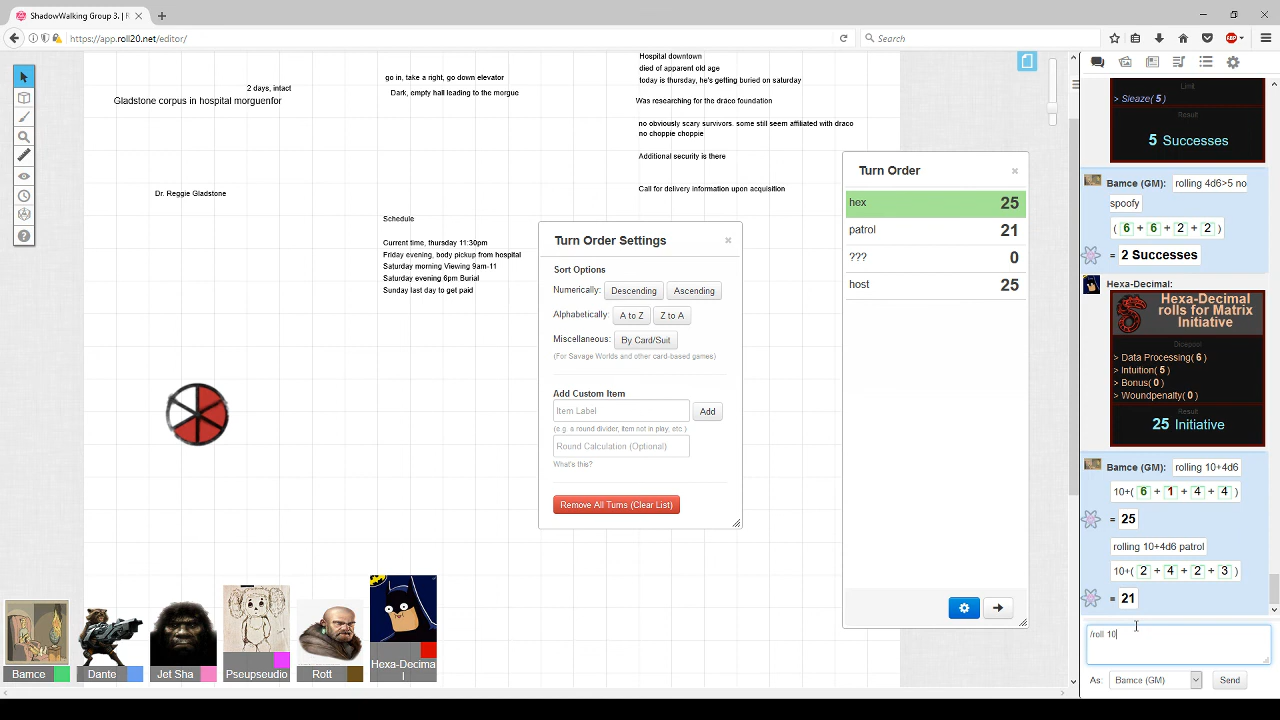 ShadowWalking Group 3. | R
https://app.roll20.net/editor/
Search
ABP
2 days, intact
Gladstone corpus in hospital morguenfor
Dr. Reggie Gladstone
go in, take a right, go down elevator
Dark, empty hall leading to the morgue
Schedule
Current time, thursday 11:30pm
Friday evening, body pickup from hospital
Saturday morning Viewing 9am-11
Saturday evening 6pm Burial
Sunday last day to get paid
Hospital downtown
died of apparent old age
today is thursday, he's getting buried on saturday
Was researching for the draco foundation
no obviously scary survivors. some still seem affiliated with draco
no choppie choppie
Additional security is there
Call for delivery information upon acquisition
Turn Order Settings
Sort Options
Numerically: Descending Ascending
Alphabetically: A to Z Z to A
Miscellaneous: By Card/Suit
(For Savage Worlds and other card-based games)
Add Custom Item
Item Label
Add
(e.g. a round divider, item not in play, etc.)
Round Calculation (Optional)
What's this?
Remove All Turns (Clear List)
Turn Order
hex 25
patrol 21
??? 0
host 25
Bamce
Dante
Jet Sha
Pseupseudio
Rott
Hexa-Decima
l
Limit
> Sleaze( 5 )
Result
5 Successes
Bamce (GM): rolling 4d6>5 no
spoofy
( 6 + 6 + 2 + 2 )
= 2 Successes
Hexa-Decimal:
Hexa-Decimal
rolls for Matrix
Initiative
Dicepool
> Data Processing( 6 )
> Intuition( 5 )
> Bonus( 0 )
> Woundpenalty( 0 )
Result
25 Initiative
Bamce (GM): rolling 10+4d6
10+( 6 + 1 + 4 + 4 )
= 25
rolling 10+4d6 patrol
10+( 2 + 4 + 2 + 3 )
= 21
/roll 10
As: Bamce (GM) Send